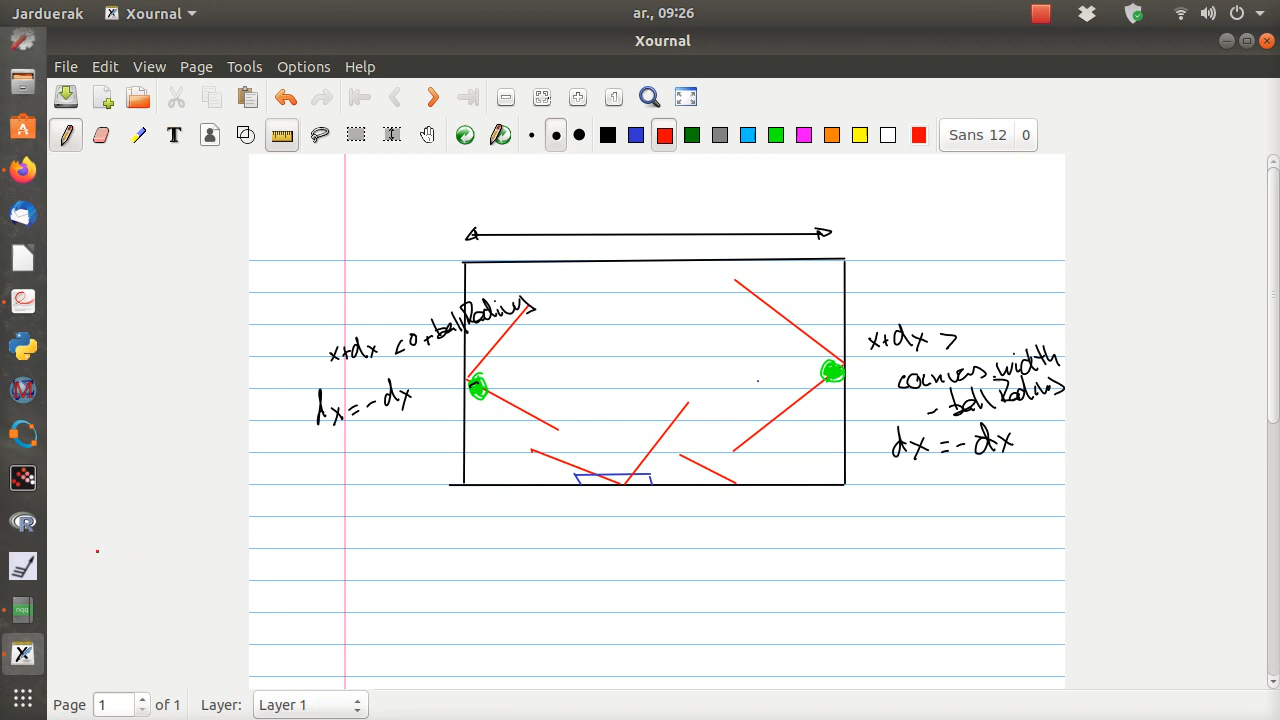 Jarduerak
Xournal
ar., 09:26
Xournal
File Edit View Page Tools Options Help
Sans 12 0
x+dx < 0 + ballRadius
dx = - dx
x+dx >
canvas.width
- ballRadius
dx = - dx
Page 1 of 1 Layer: Layer 1